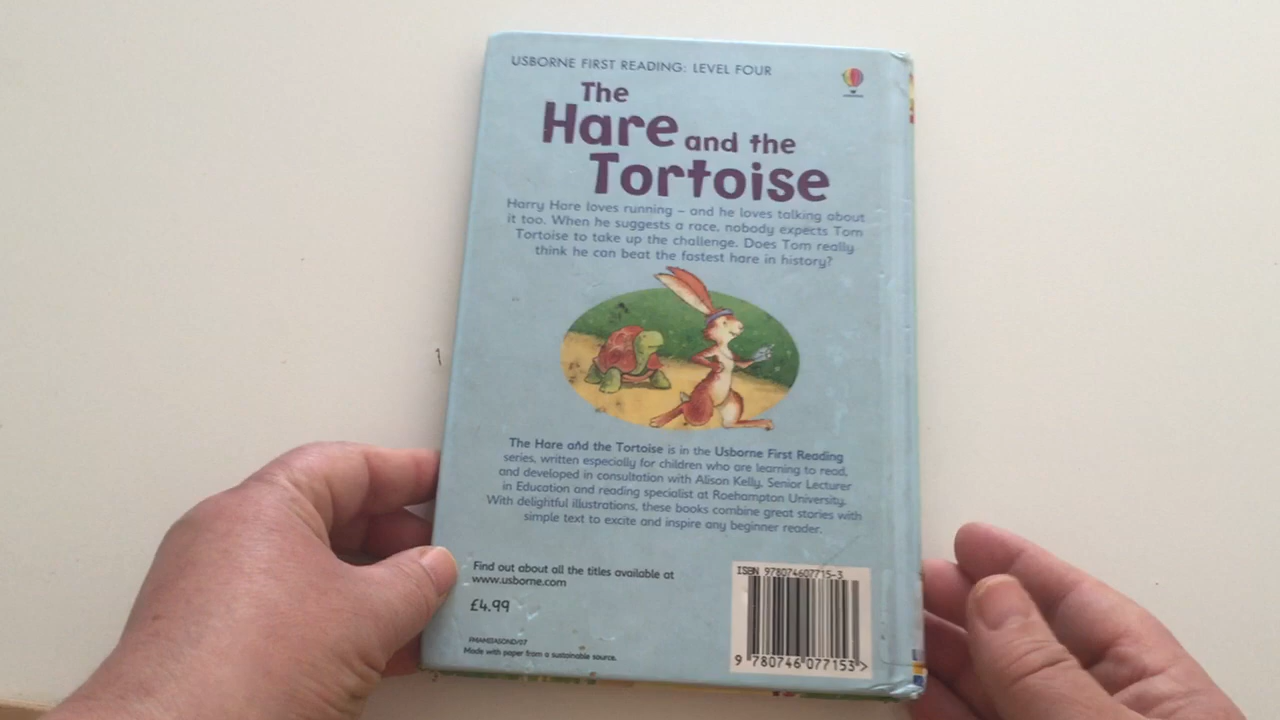 USBORNE FIRST READING: LEVEL FOUR
The
Hare and the
Tortoise
Harry Hare loves running – and he loves talking about
it too. When he suggests a race, nobody expects Tom
Tortoise to take up the challenge. Does Tom really
think he can beat the fastest hare in history?
The Hare and the Tortoise is in the Usborne First Reading
series, written especially for children who are learning to read,
and developed in consultation with Alison Kelly, Senior Lecturer
in Education and reading specialist at Roehampton University.
With delightful illustrations, these books combine great stories with
simple text to excite and inspire any beginner reader.
Find out about all the titles available at
www.usborne.com
£4.99
Made with paper from a sustainable source.
ISBN 978074607715-3
9 780746 077153 >